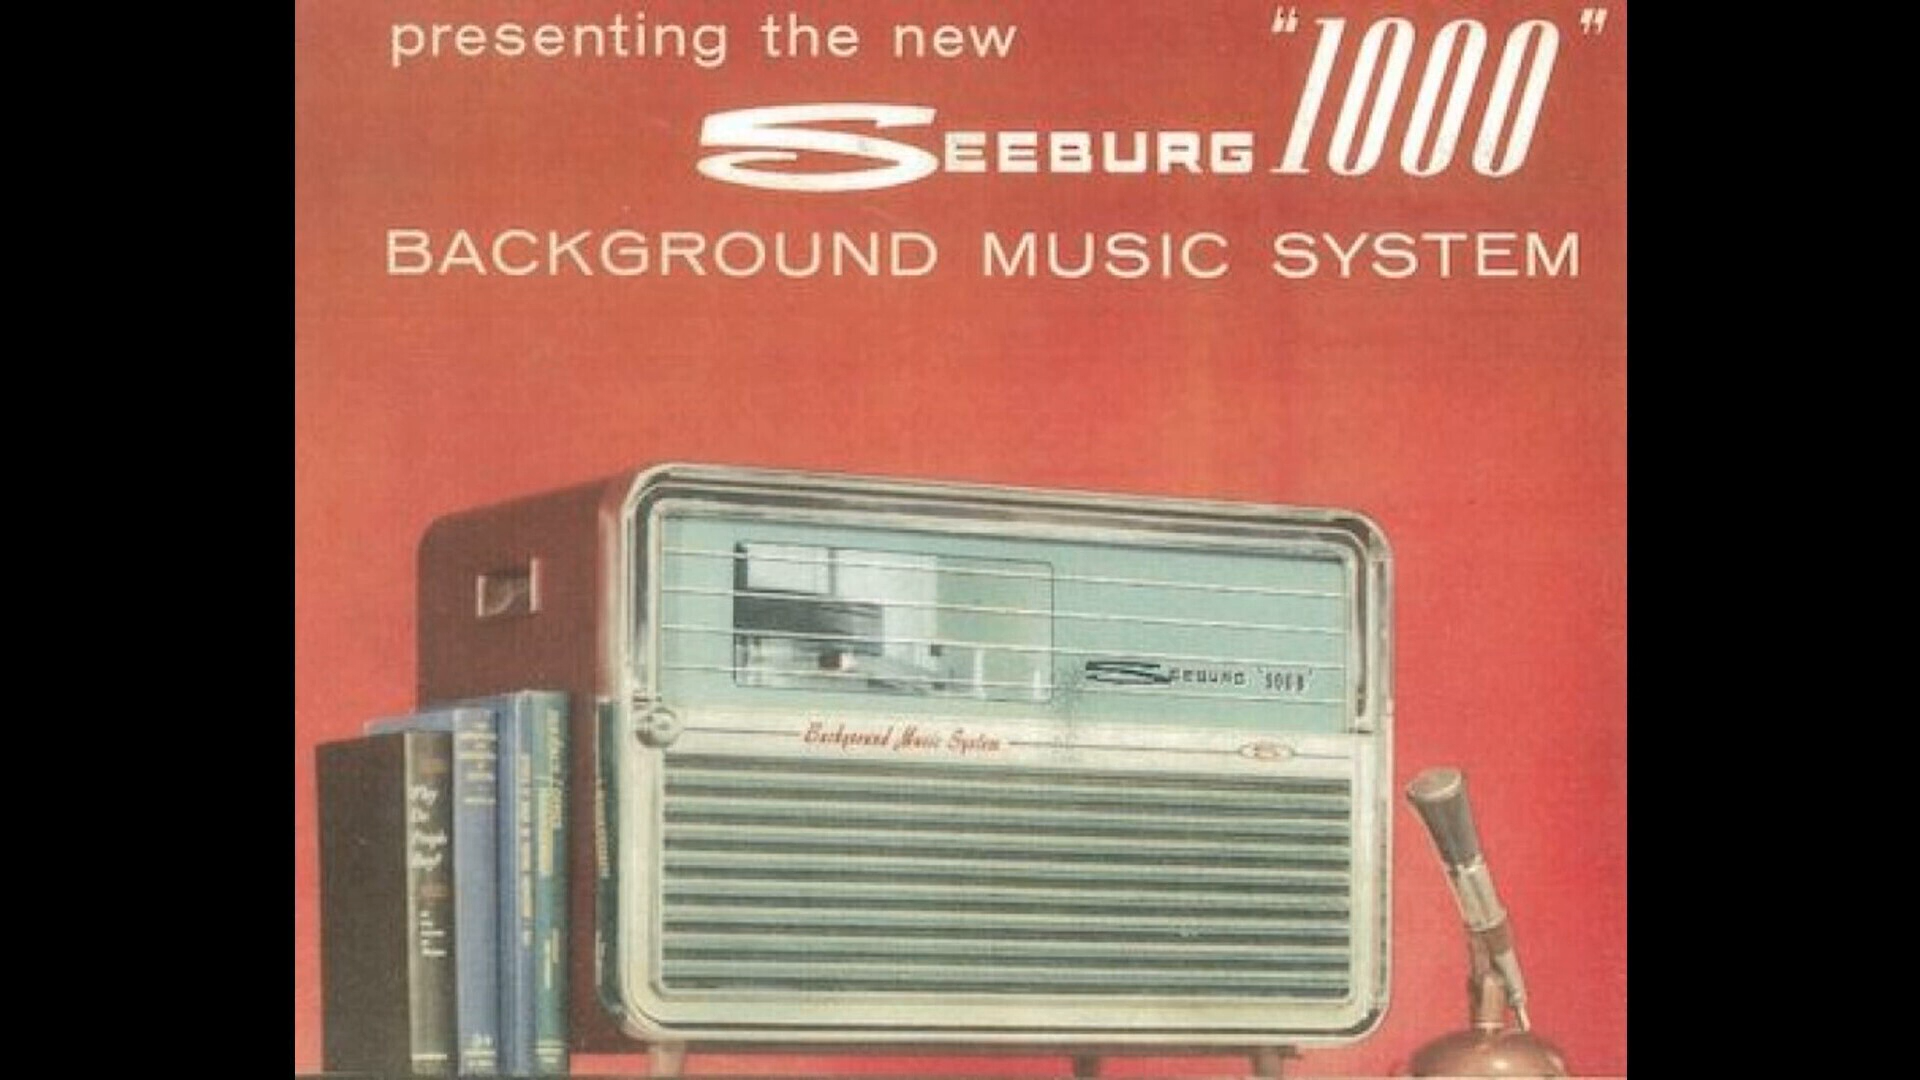 presenting the new
SEEBURG "1000"
BACKGROUND MUSIC SYSTEM
SEEBURG
Background Music System